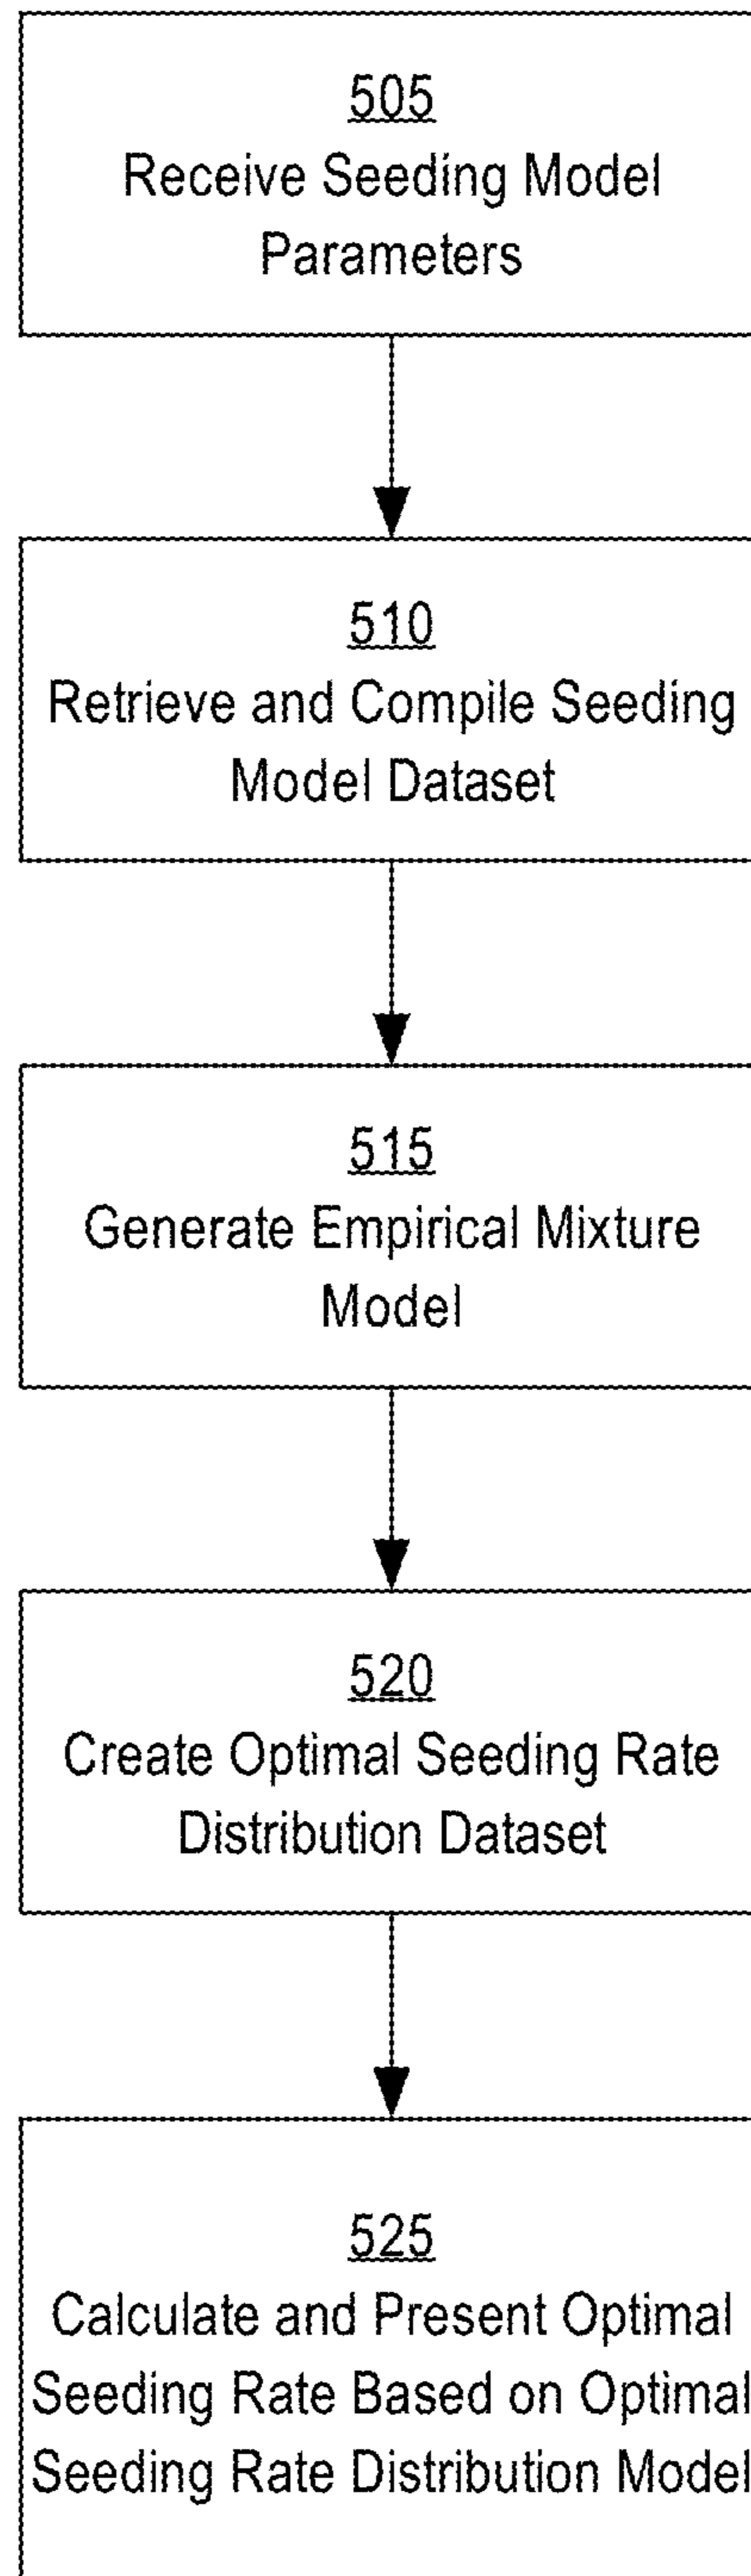 505
Receive Seeding Model
Parameters
510
Retrieve and Compile Seeding
Model Dataset
515
Generate Empirical Mixture
Model
520
Create Optimal Seeding Rate
Distribution Dataset
525
Calculate and Present Optimal
Seeding Rate Based on Optimal
Seeding Rate Distribution Model